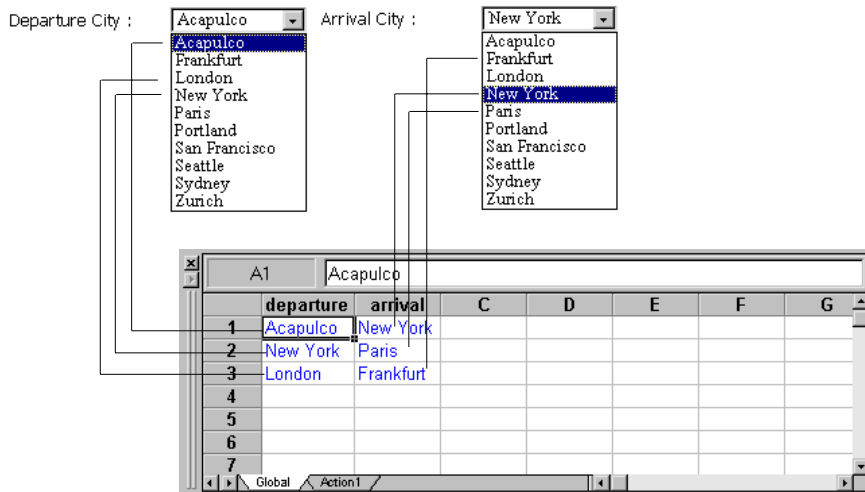 Departure City : Acapulco
Acapulco
Frankfurt
London
New York
Paris
Portland
San Francisco
Seattle
Sydney
Zurich
Arrival City : New York
Acapulco
Frankfurt
London
New York
Paris
Portland
San Francisco
Seattle
Sydney
Zurich
A1 Acapulco
departure arrival C D E F G
1 Acapulco New York
2 New York Paris
3 London Frankfurt
4
5
6
7
Global Action1